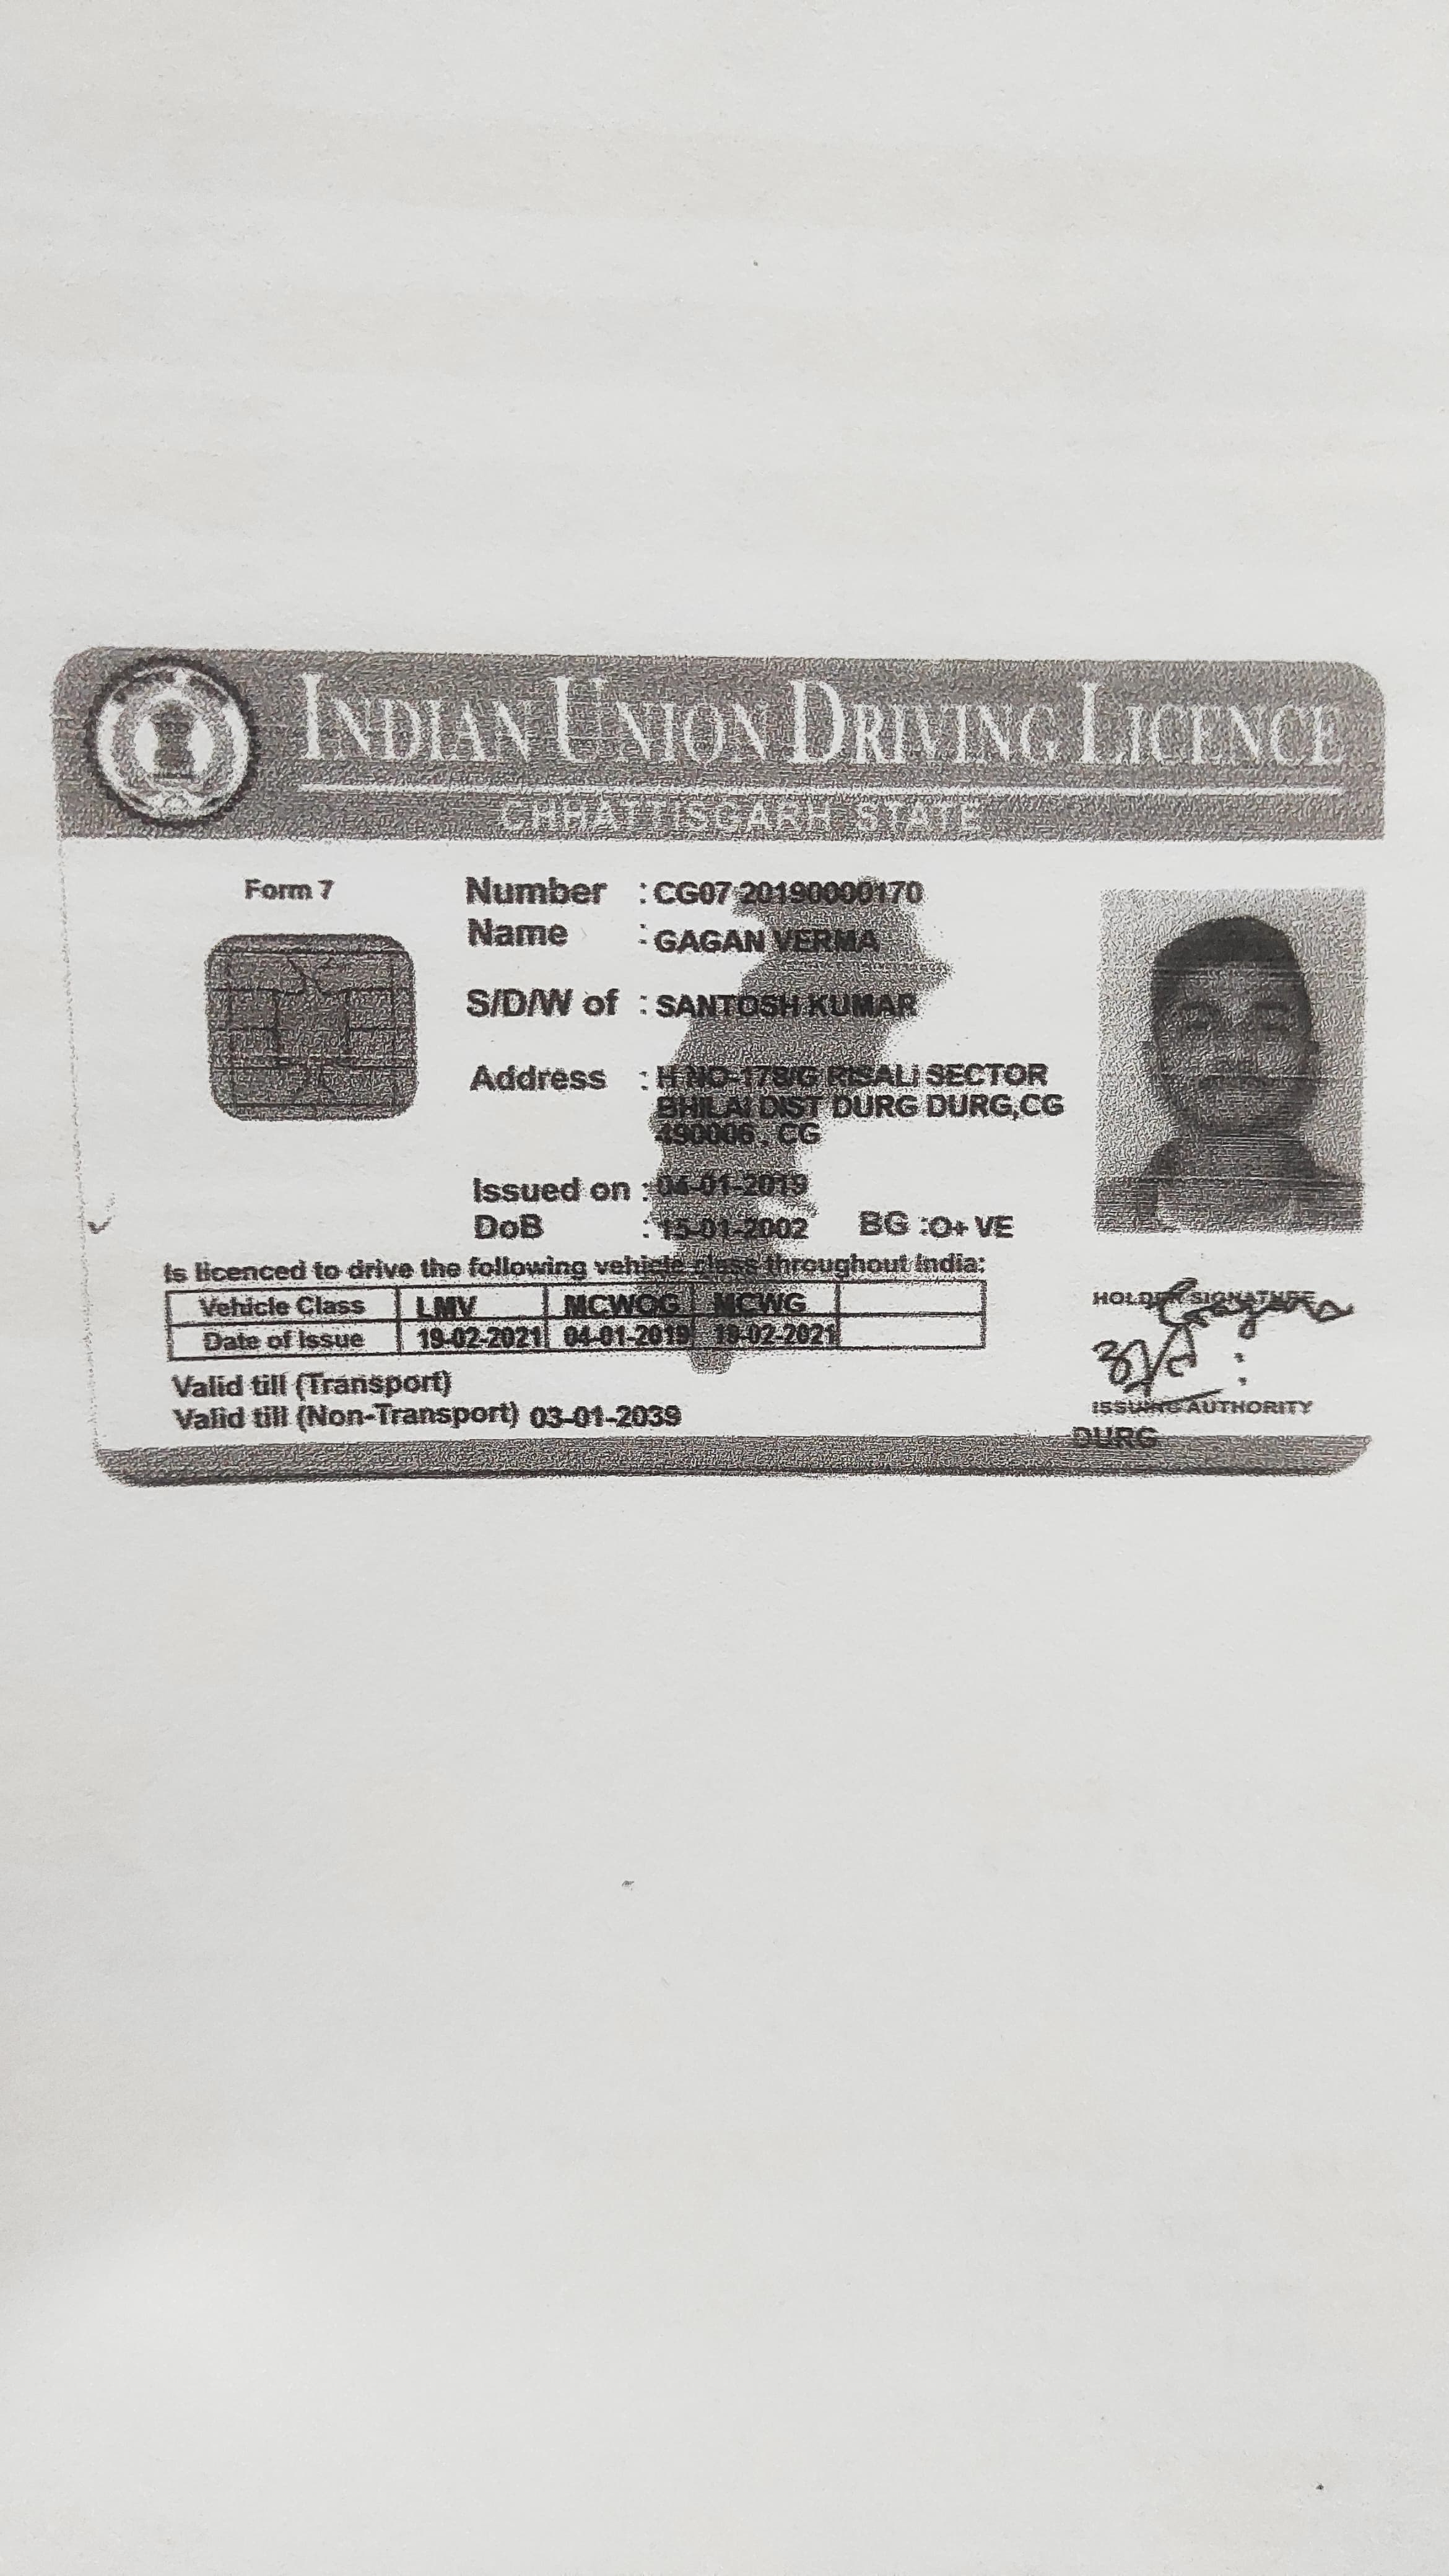 INDIAN UNION DRIVING LICENCE
CHHATTISGARH STATE
Form 7
Number : CG07 20190000170
Name : GAGAN VERMA
S/D/W of : SANTOSH KUMAR
Address : H NO-178/G RISALI SECTOR
BHILAI DIST DURG DURG,CG
490006 , CG
Issued on : 04-01-2019
DoB : 15-01-2002 BG :O+ VE
Is licenced to drive the following vehicle class throughout India:
Vehicle Class LMV MCWOG MCWG
Date of Issue 19-02-2021 04-01-2019 19-02-2021
Valid till (Transport)
Valid till (Non-Transport) 03-01-2039
HOLDER SIGNATURE
Gagan
ISSUING AUTHORITY
DURG